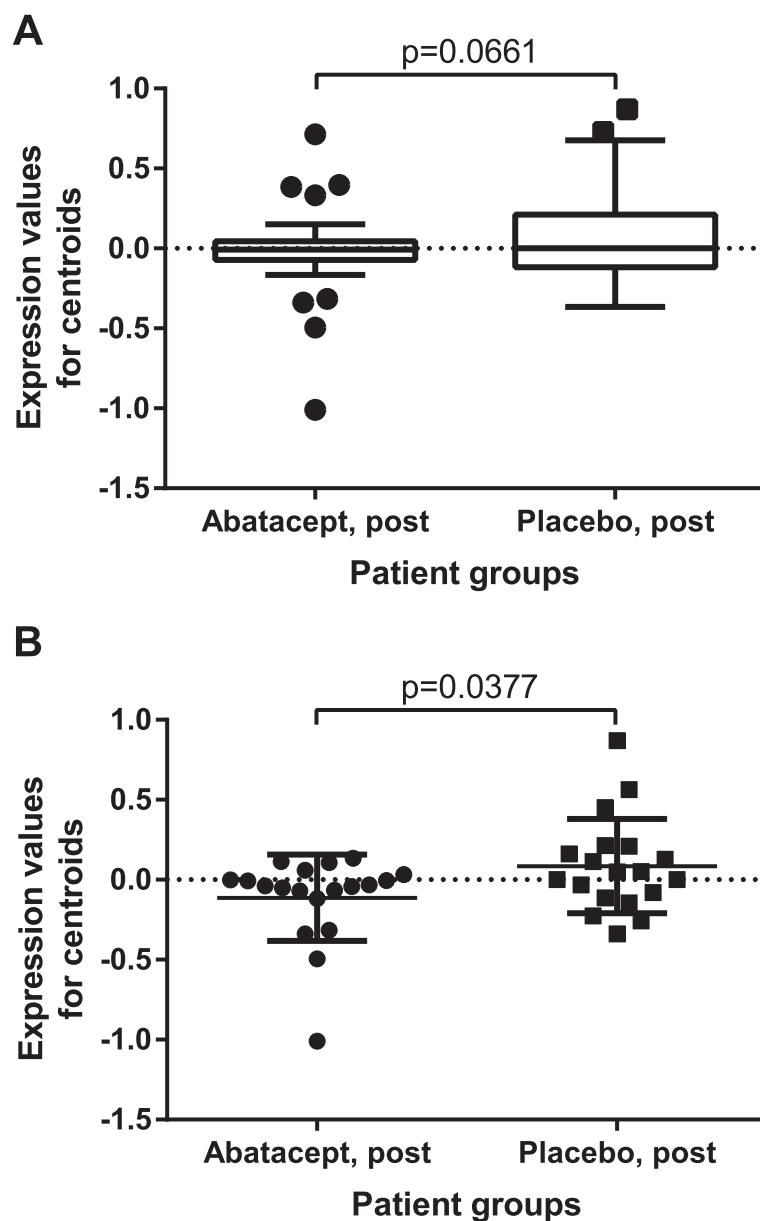 A
p=0.0661
1.0
0.5
0.0
-0.5
-1.0
-1.5
Expression values
for centroids
Abatacept, post
Placebo, post
Patient groups
B
p=0.0377
1.0
0.5
0.0
-0.5
-1.0
-1.5
Expression values
for centroids
Abatacept, post
Placebo, post
Patient groups